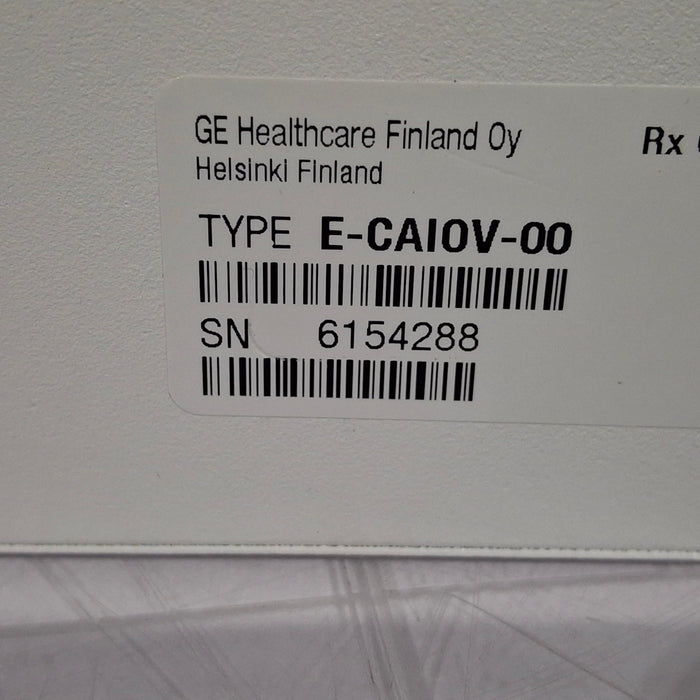 GE Healthcare Finland Oy
Helsinki Finland
Rx
TYPE E-CAIOV-00
SN 6154288